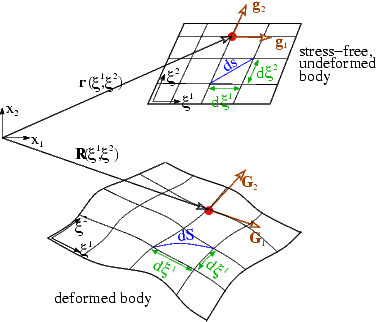 g₂
g₁
r(ξ¹,ξ²)
ds
ξ²
dξ²
ξ¹
dξ¹
stress-free,
undeformed
body
x₂
x₁
R(ξ¹,ξ²)
G₂
G₁
dS
ξ²
ξ¹
dξ¹
dξ¹
deformed body